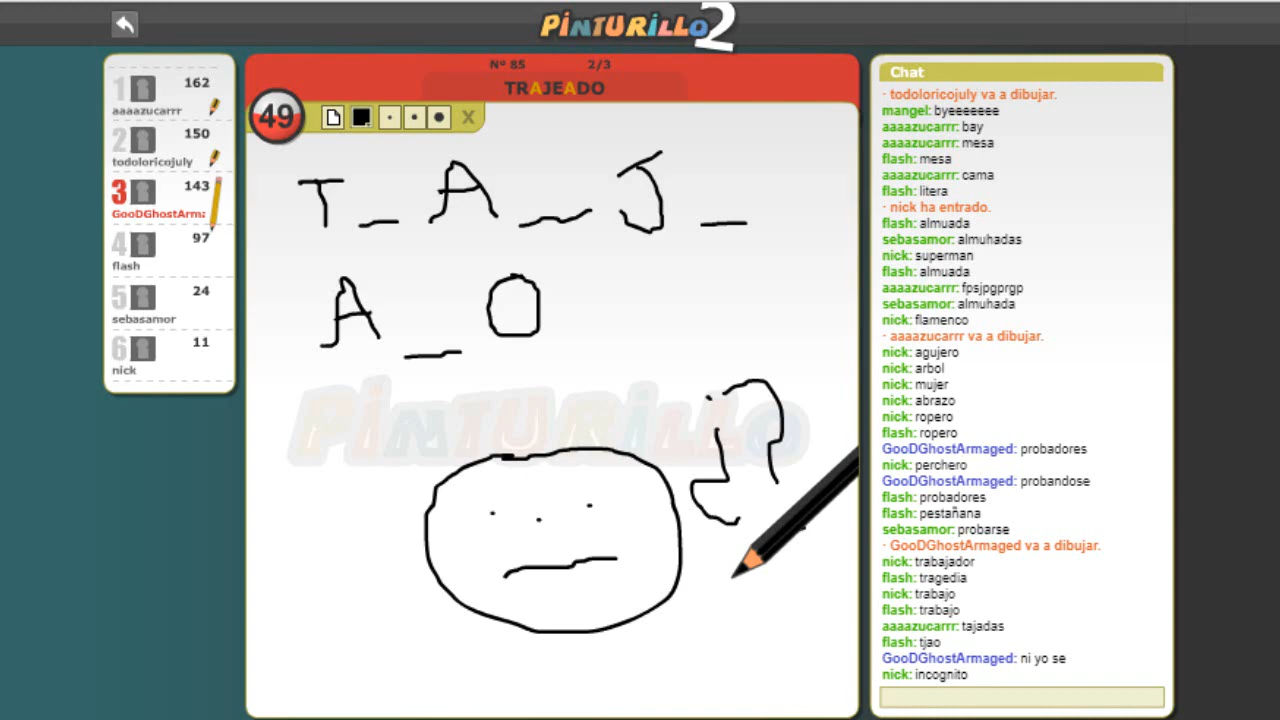 PINTURILLO 2
Nº 85 2/3
TRAJEADO
49
X
1 162
aaaazucarrr
2 150
todoloricojuly
3 143
GooDGhostArma
4 97
flash
5 24
sebasamor
6 11
nick
T _ A _ J _
A _ O
PINTURILLO
Chat
· todoloricojuly va a dibujar.
mangel: byeeeeeee
aaaazucarrr: bay
aaaazucarrr: mesa
flash: mesa
aaaazucarrr: cama
flash: litera
· nick ha entrado.
flash: almuada
sebasamor: almuhadas
nick: superman
flash: almuada
aaaazucarrr: fpsjpgprgp
sebasamor: almuhada
nick: flamenco
· aaaazucarrr va a dibujar.
nick: agujero
nick: arbol
nick: mujer
nick: abrazo
nick: ropero
flash: ropero
GooDGhostArmaged: probadores
nick: perchero
GooDGhostArmaged: probandose
flash: probadores
flash: pestañana
sebasamor: probarse
· GooDGhostArmaged va a dibujar.
nick: trabajador
flash: tragedia
nick: trabajo
flash: trabajo
aaaazucarrr: tajadas
flash: tjao
GooDGhostArmaged: ni yo se
nick: incognito